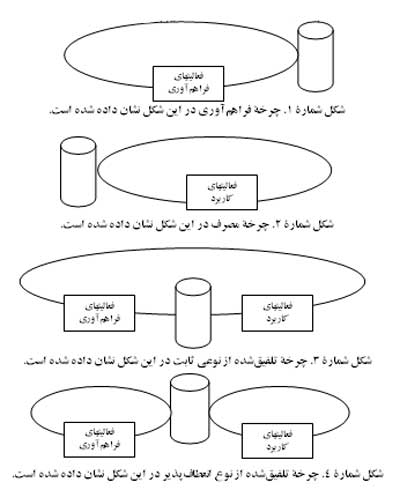 فعالیتهای
فراهم‌آوری
شکل شمارهٔ ۱. چرخهٔ فراهم‌آوری در این شکل نشان داده شده است.
فعالیتهای
کاربرد
شکل شمارهٔ ۲. چرخهٔ مصرف در این شکل نشان داده شده است.
فعالیتهای
کاربرد
فعالیتهای
فراهم‌آوری
شکل شمارهٔ ۳. چرخهٔ تلفیق‌شده از نوعی ثابت در این شکل نشان داده شده است.
فعالیتهای
کاربرد
فعالیتهای
فراهم‌آوری
شکل شمارهٔ ٤. چرخهٔ تلفیق‌شده از نوع انعطاف‌پذیر در این شکل نشان داده شده است.